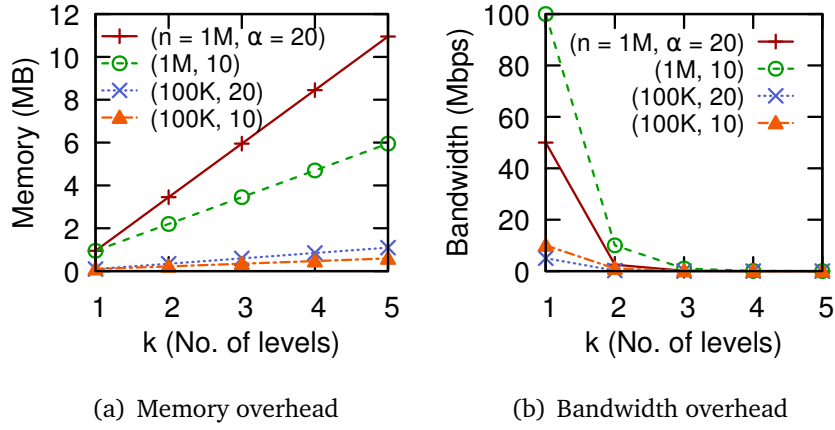 Memory (MB)
12
10
8
6
4
2
0
(n = 1M, α = 20)
(1M, 10)
(100K, 20)
(100K, 10)
1 2 3 4 5
k (No. of levels)
(a) Memory overhead
Bandwidth (Mbps)
100
80
60
40
20
0
(n = 1M, α = 20)
(1M, 10)
(100K, 20)
(100K, 10)
1 2 3 4 5
k (No. of levels)
(b) Bandwidth overhead